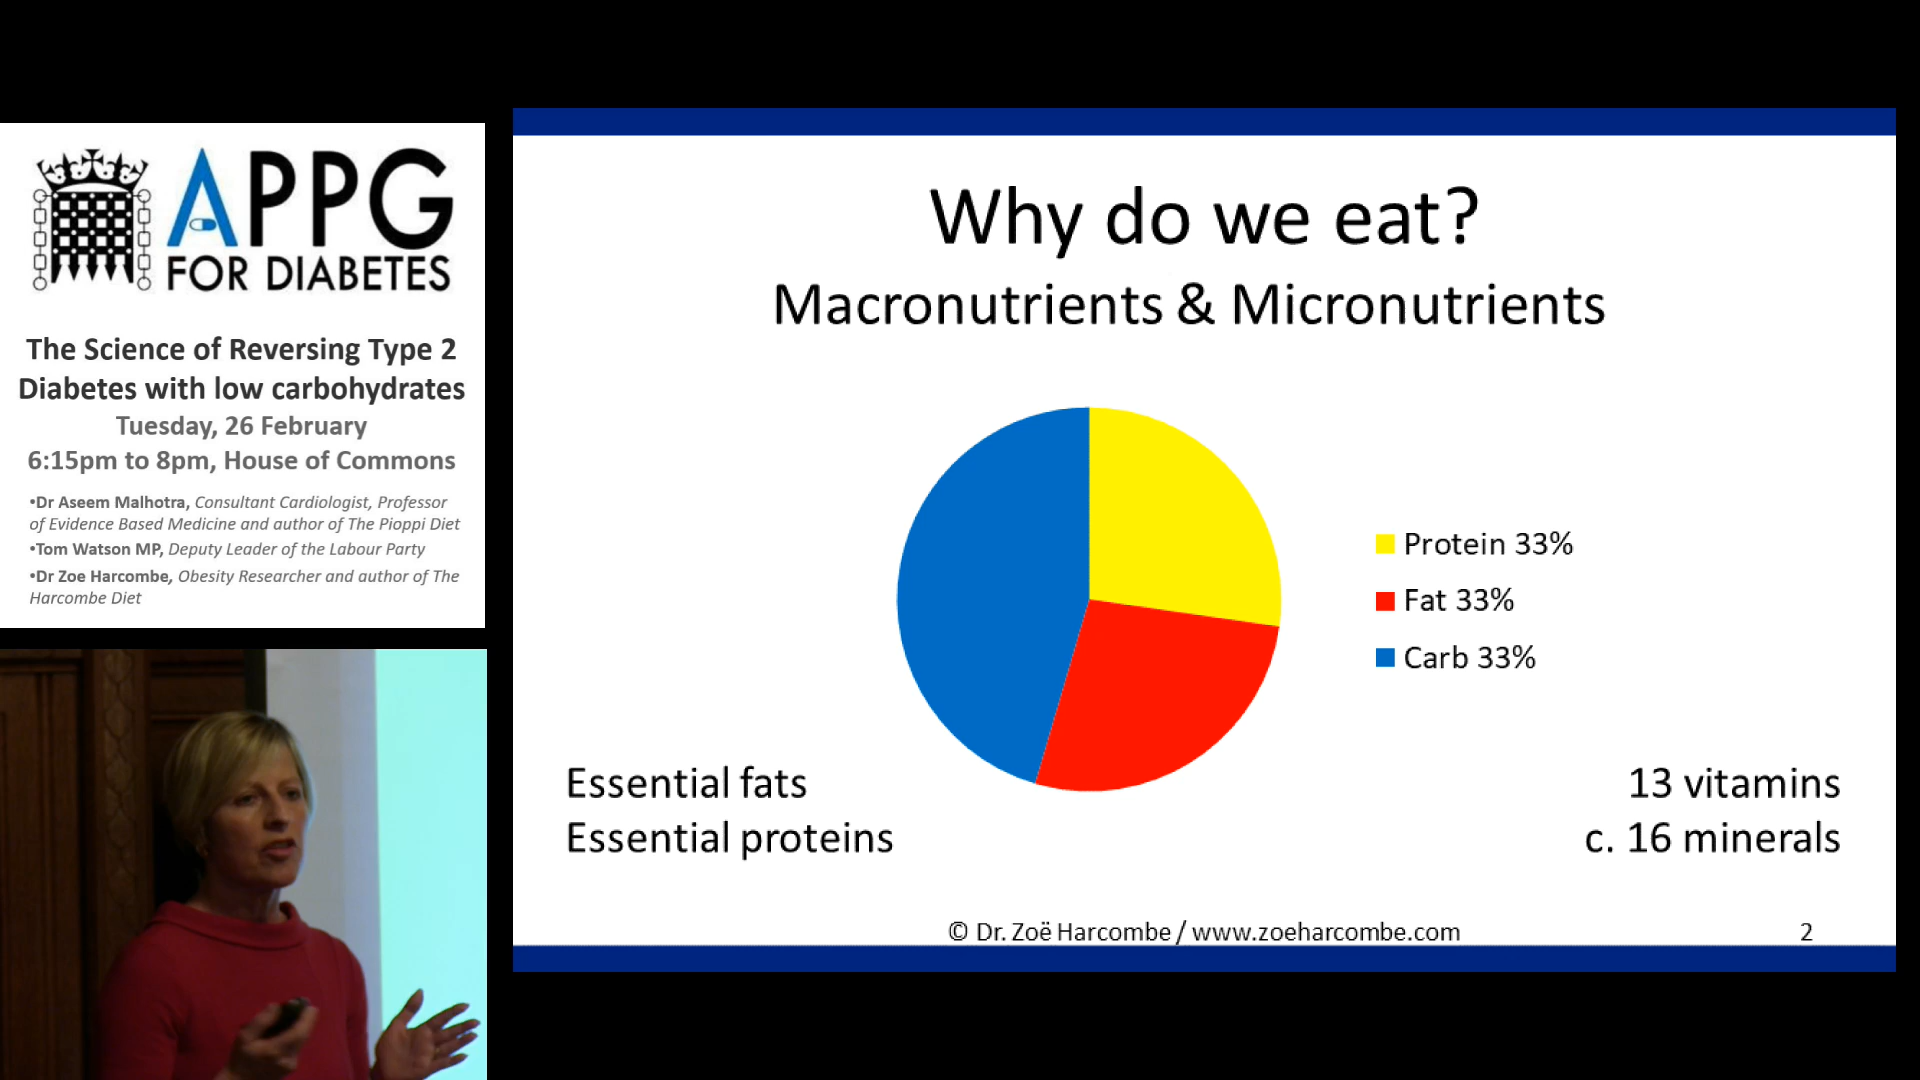 APPG
FOR DIABETES
The Science of Reversing Type 2
Diabetes with low carbohydrates
Tuesday, 26 February
6:15pm to 8pm, House of Commons
•Dr Aseem Malhotra, Consultant Cardiologist, Professor
of Evidence Based Medicine and author of The Pioppi Diet
•Tom Watson MP, Deputy Leader of the Labour Party
•Dr Zoe Harcombe, Obesity Researcher and author of The
Harcombe Diet
Why do we eat?
Macronutrients & Micronutrients
Protein 33%
Fat 33%
Carb 33%
Essential fats
Essential proteins
13 vitamins
c. 16 minerals
© Dr. Zoë Harcombe / www.zoeharcombe.com
2